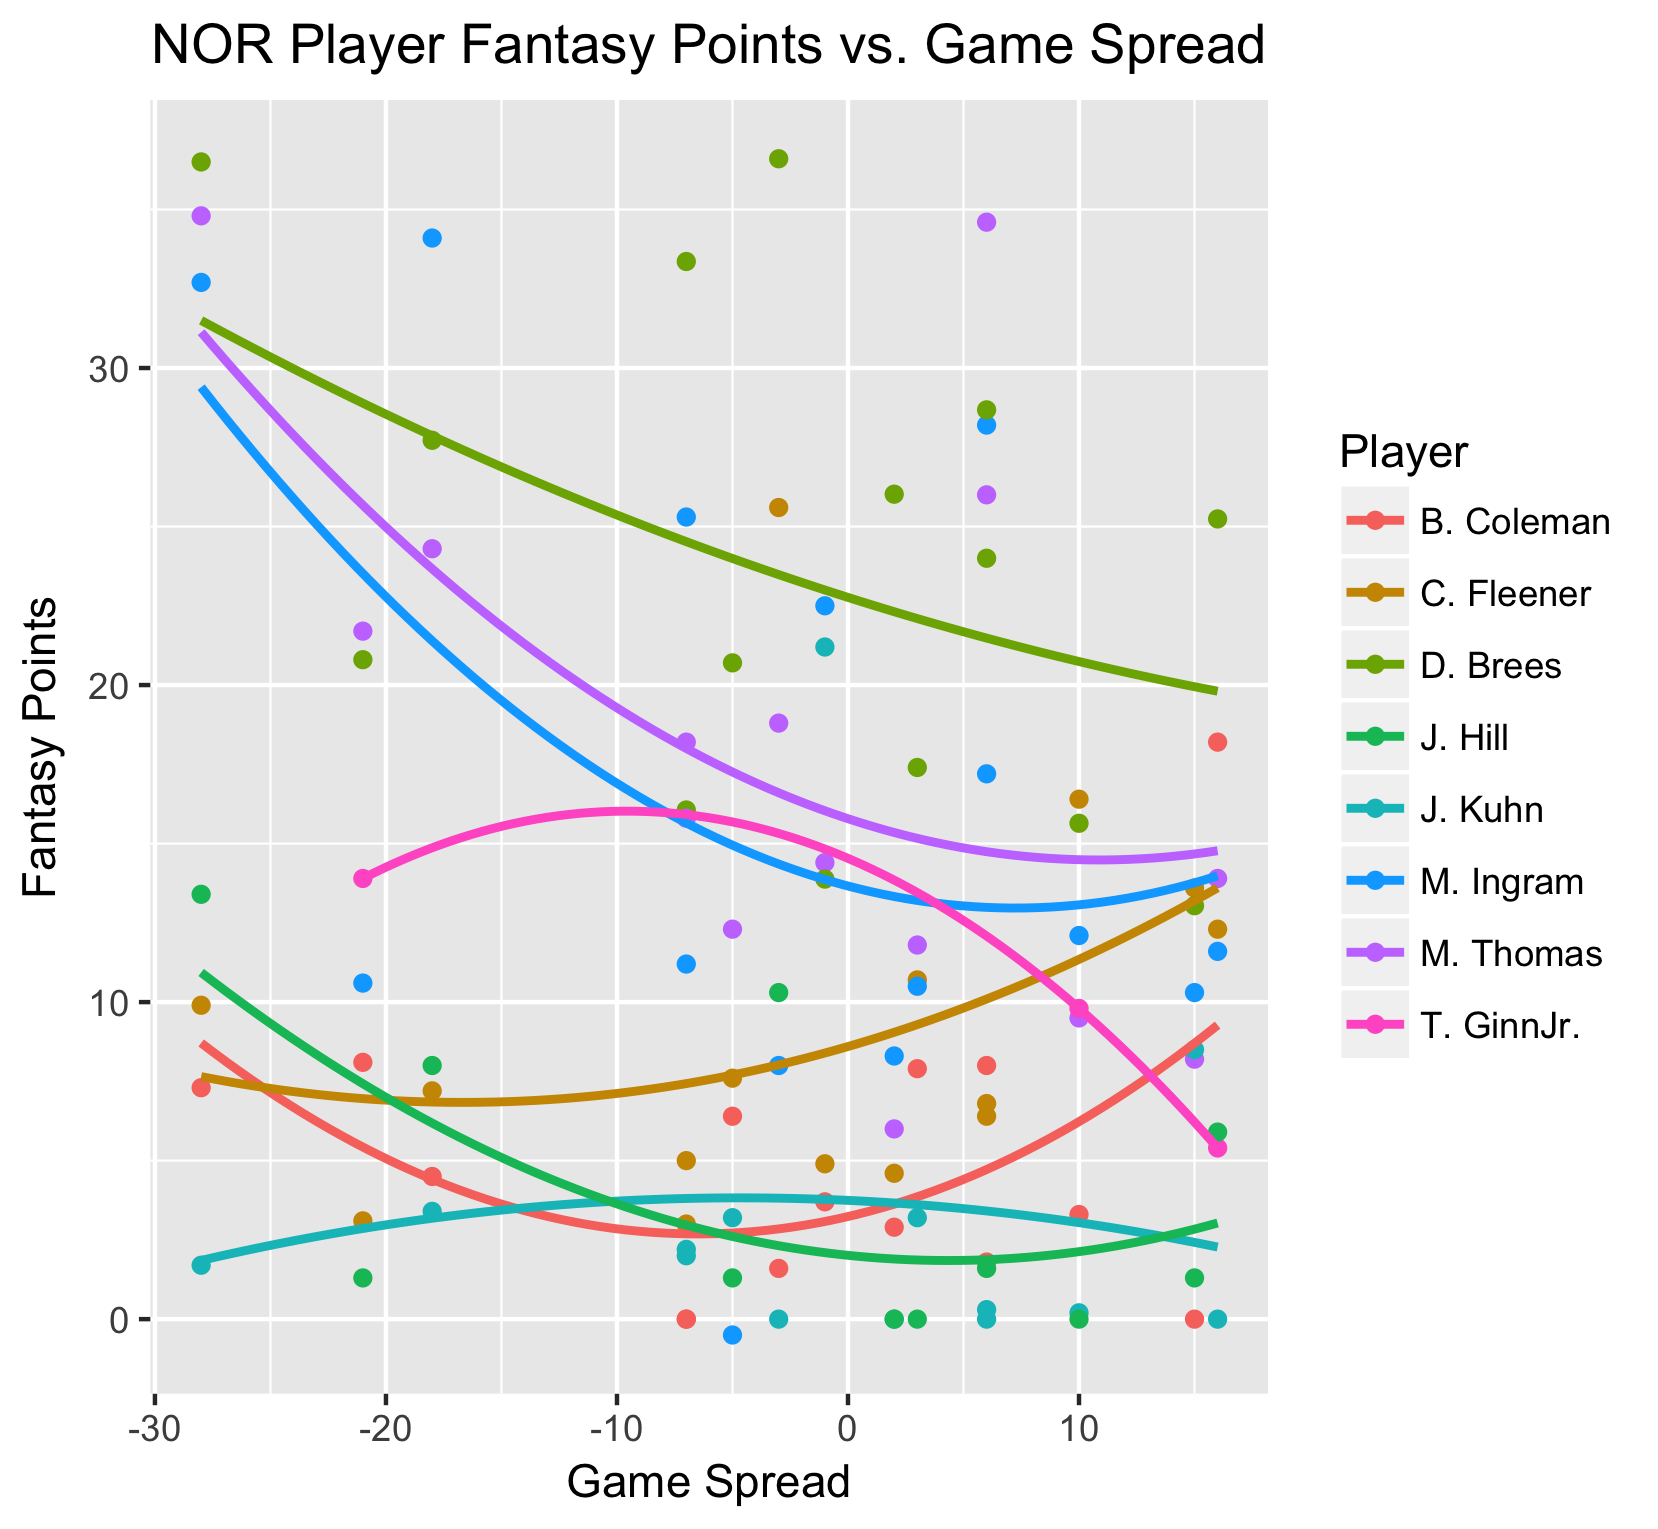 NOR Player Fantasy Points vs. Game Spread
Fantasy Points
30
20
10
0
-30
-20
-10
0
10
Game Spread
Player
B. Coleman
C. Fleener
D. Brees
J. Hill
J. Kuhn
M. Ingram
M. Thomas
T. GinnJr.